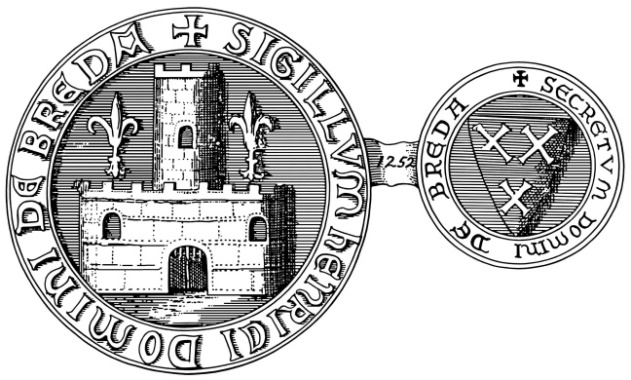 ✠ SIGILLVM HENRICI DOMINI DE BREDA
1252
✠ SECRETVM DOMINI DE BREDA